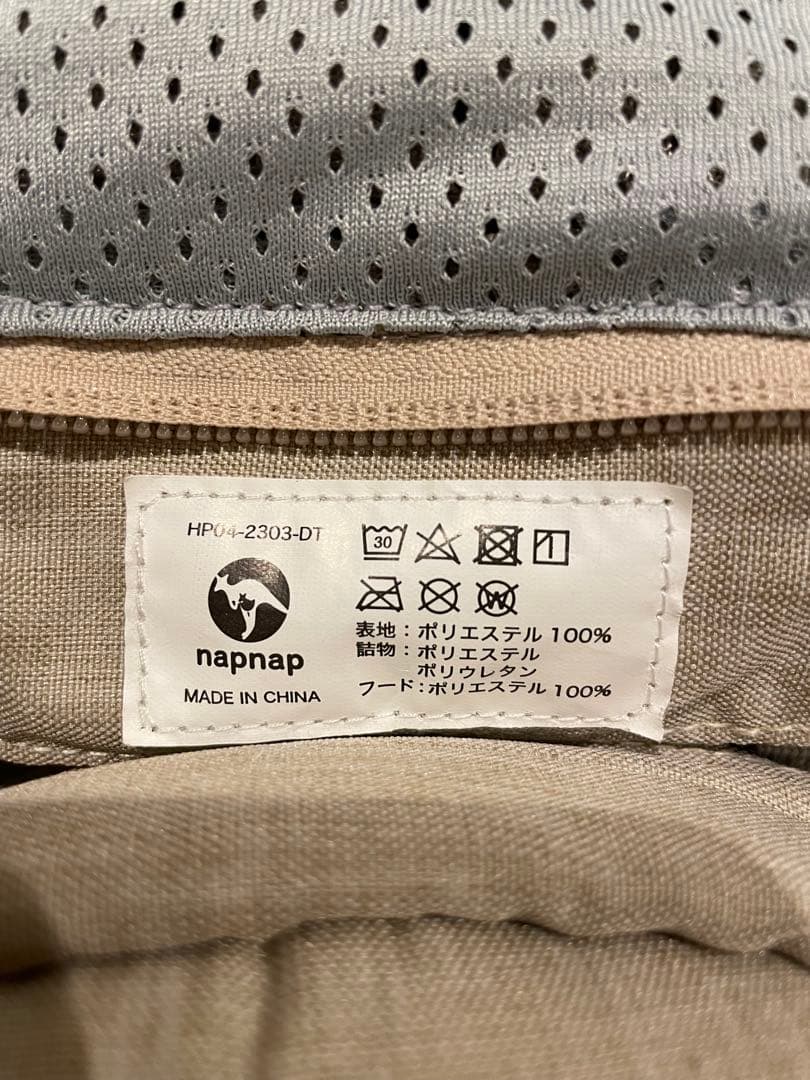 HP04-2303-DT
napnap
MADE IN CHINA
30
W
表地：ポリエステル 100%
詰物：ポリエステル
ポリウレタン
フード：ポリエステル 100%